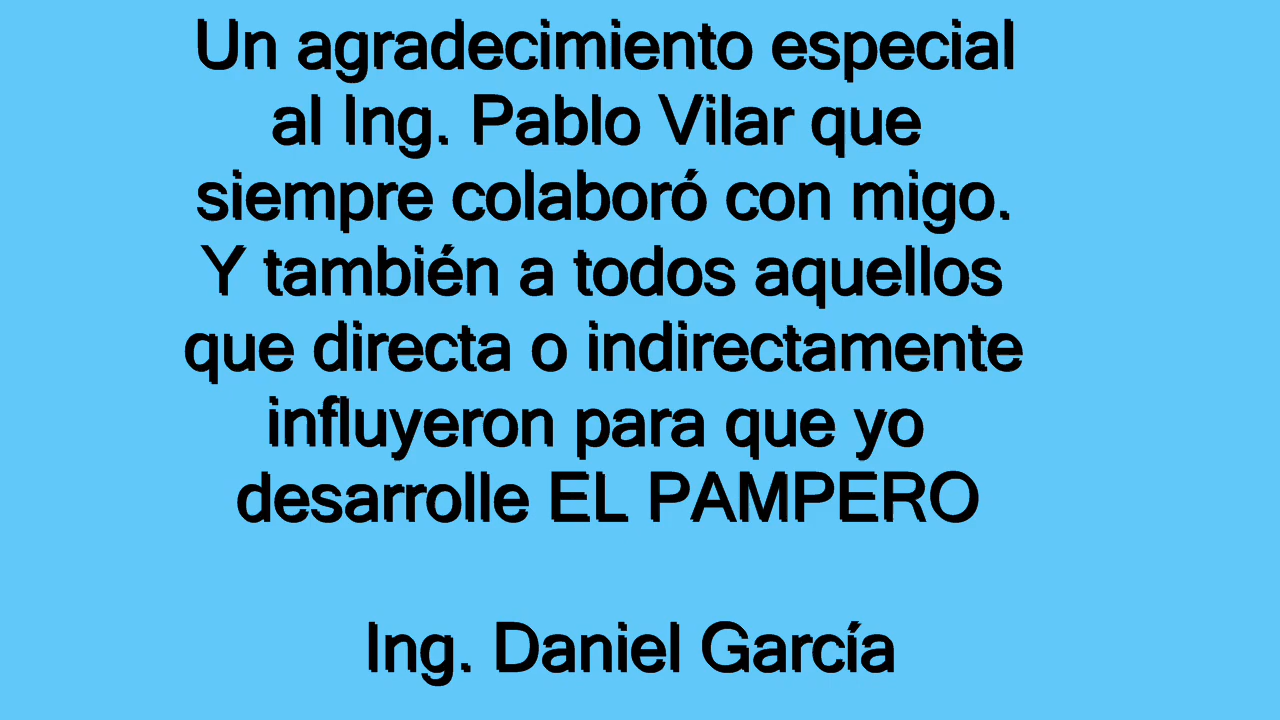 Un agradecimiento especial
al Ing. Pablo Vilar que
siempre colaboró con migo.
Y también a todos aquellos
que directa o indirectamente
influyeron para que yo
desarrolle EL PAMPERO
Ing. Daniel García